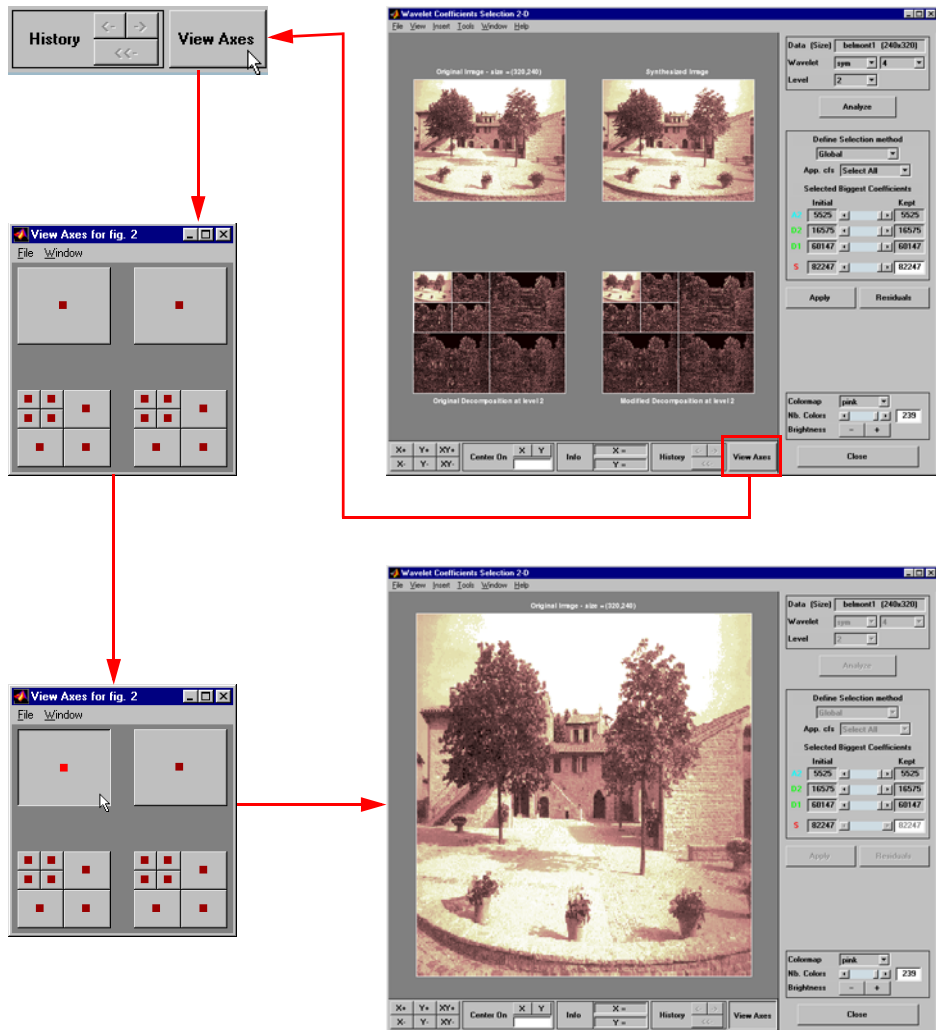 History
<-
->
<<-
View Axes
Wavelet Coefficients Selection 2-D
File View Insert Tools Window Help
Original Image - size = (320,240)
Synthesized Image
Original Decomposition at level 2
Modified Decomposition at level 2
Data (Size) belmont1 (240x320)
Wavelet sym 4
Level 2
Analyze
Define Selection method
Global
App. cfs Select All
Selected Biggest Coefficients
Initial Kept
A2 5525 5525
D2 16575 16575
D1 60147 60147
S 82247 82247
Apply Residuals
Colormap pink
Nb. Colors 239
Brightness - +
Close
X+ Y+ XY+
X- Y- XY-
Center On X Y
Info X =
Y =
History <- ->
<<-
View Axes
View Axes for fig. 2
File Window
View Axes for fig. 2
File Window
Wavelet Coefficients Selection 2-D
File View Insert Tools Window Help
Original Image - size = (320,240)
Data (Size) belmont1 (240x320)
Wavelet sym 4
Level 2
Analyze
Define Selection method
Global
App. cfs Select All
Selected Biggest Coefficients
Initial Kept
A2 5525 5525
D2 16575 16575
D1 60147 60147
S 82247 82247
Apply Residuals
Colormap pink
Nb. Colors 239
Brightness - +
Close
X+ Y+ XY+
X- Y- XY-
Center On X Y
Info X =
Y =
History <- ->
<<-
View Axes